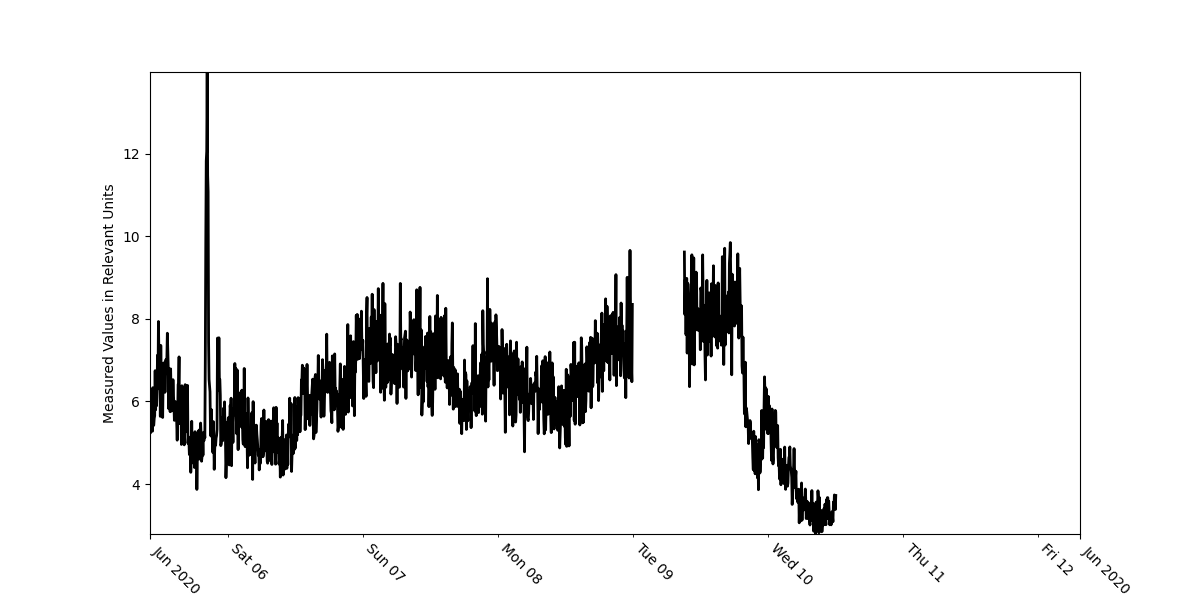 Measured Values in Relevant Units
12
10
8
6
4
Jun 2020
Sat 06
Sun 07
Mon 08
Tue 09
Wed 10
Thu 11
Fri 12
Jun 2020